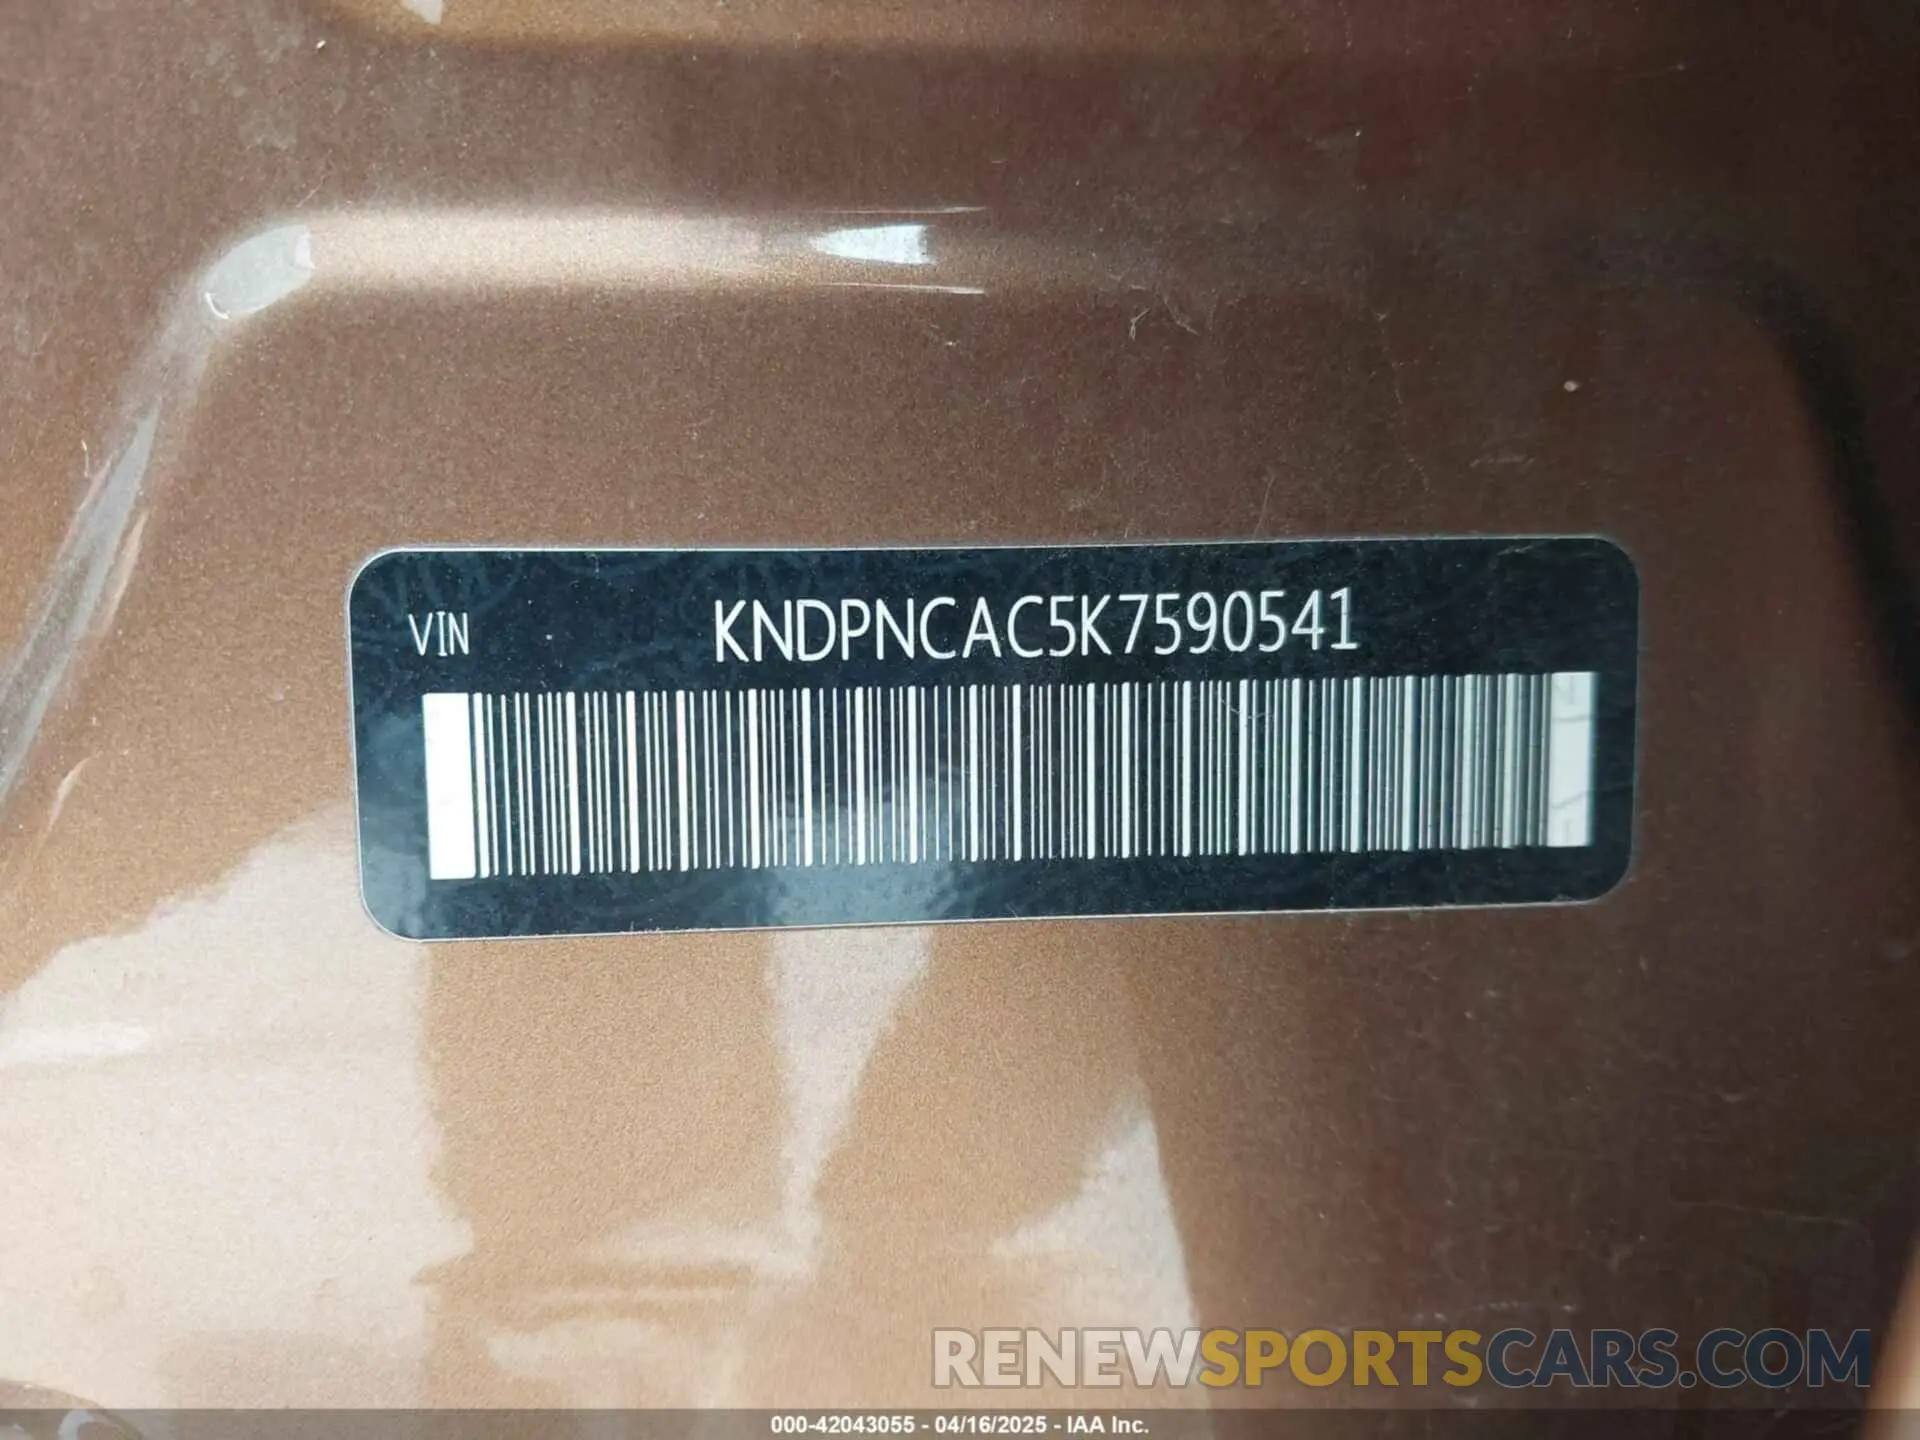 VIN KNDPNCAC5K7590541
RENEWSPORTSCARS.COM
000-42043055 - 04/16/2025 - IAA Inc.